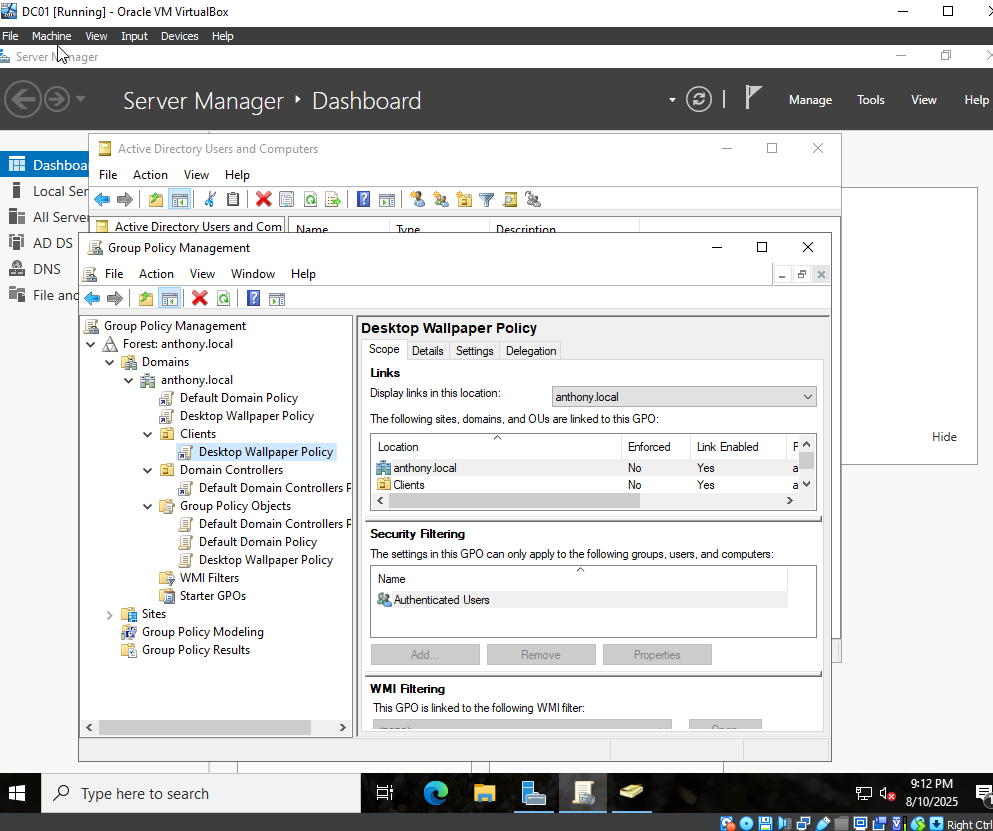 DC01 [Running] - Oracle VM VirtualBox
File Machine View Input Devices Help
Server Manager
Server Manager ‣ Dashboard
Manage Tools View Help
Dashboa
Local Ser
All Serve
AD DS
DNS
File and
Active Directory Users and Computers
File Action View Help
Active Directory Users and Com
Name Type Description
Hide
Group Policy Management
File Action View Window Help
Group Policy Management
Forest: anthony.local
Domains
anthony.local
Default Domain Policy
Desktop Wallpaper Policy
Clients
Desktop Wallpaper Policy
Domain Controllers
Default Domain Controllers P
Group Policy Objects
Default Domain Controllers P
Default Domain Policy
Desktop Wallpaper Policy
WMI Filters
Starter GPOs
Sites
Group Policy Modeling
Group Policy Results
Desktop Wallpaper Policy
Scope Details Settings Delegation
Links
Display links in this location: anthony.local
The following sites, domains, and OUs are linked to this GPO:
Location Enforced Link Enabled P
anthony.local No Yes a
Clients No Yes a
Security Filtering
The settings in this GPO can only apply to the following groups, users, and computers:
Name
Authenticated Users
Add... Remove Properties
WMI Filtering
This GPO is linked to the following WMI filter:
<none> Open
Type here to search
9:12 PM
8/10/2025
1
Right Ctrl